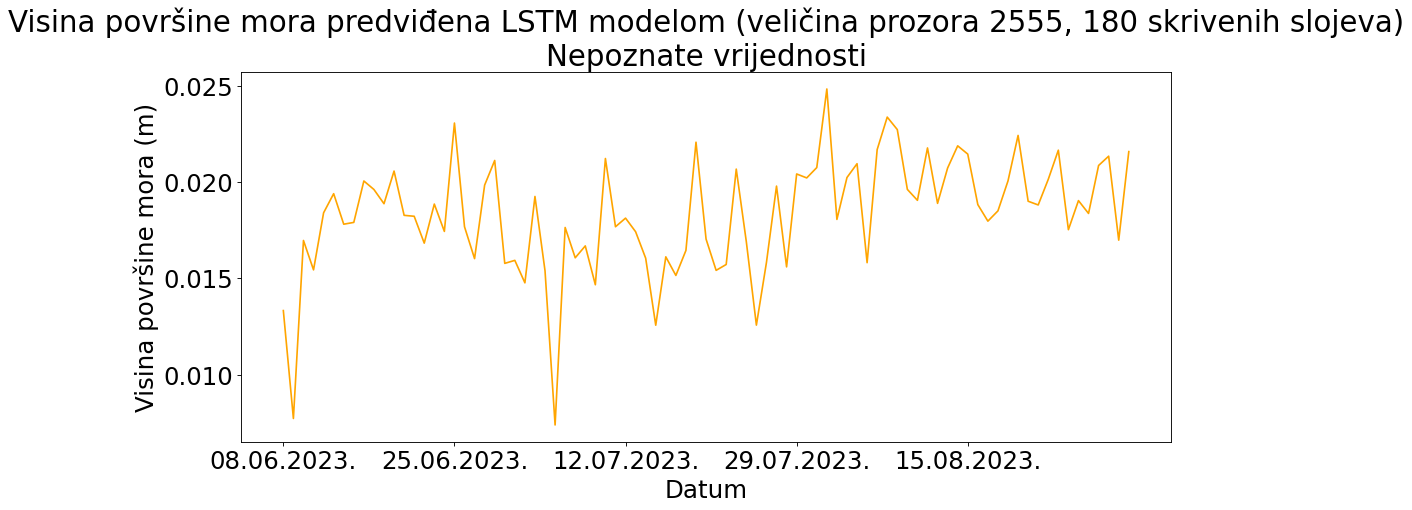 Visina površine mora predviđena LSTM modelom (veličina prozora 2555, 180 skrivenih slojeva)
Nepoznate vrijednosti
Visina površine mora (m)
0.025
0.020
0.015
0.010
08.06.2023. 25.06.2023. 12.07.2023. 29.07.2023. 15.08.2023.
Datum